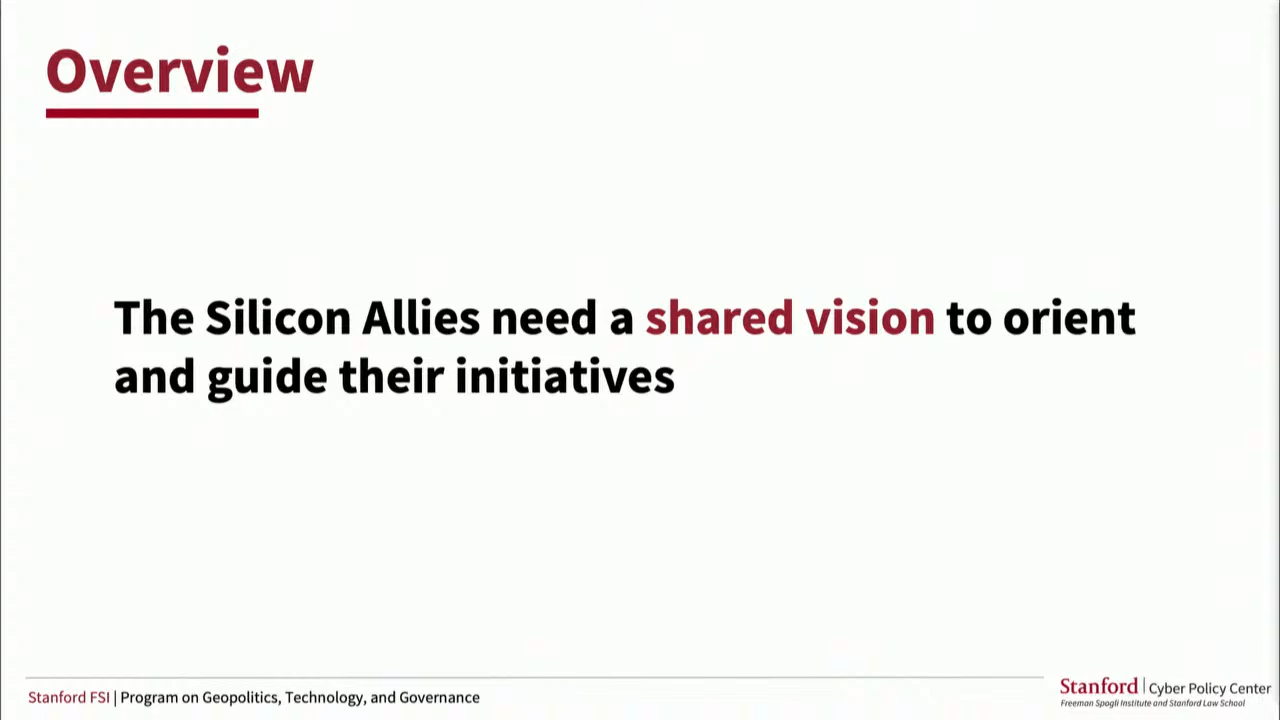 Overview
The Silicon Allies need a shared vision to orient
and guide their initiatives
Stanford FSI | Program on Geopolitics, Technology, and Governance
Stanford | Cyber Policy Center
Freeman Spogli Institute and Stanford Law School